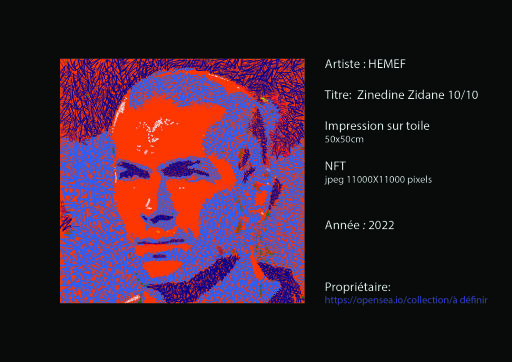 Artiste : HEMEF
Titre:  Zinedine Zidane 10/10
Impression sur toile
50x50cm
NFT
jpeg 11000X11000 pixels
Année : 2022
Propriétaire:
https://opensea.io/collection/à définir